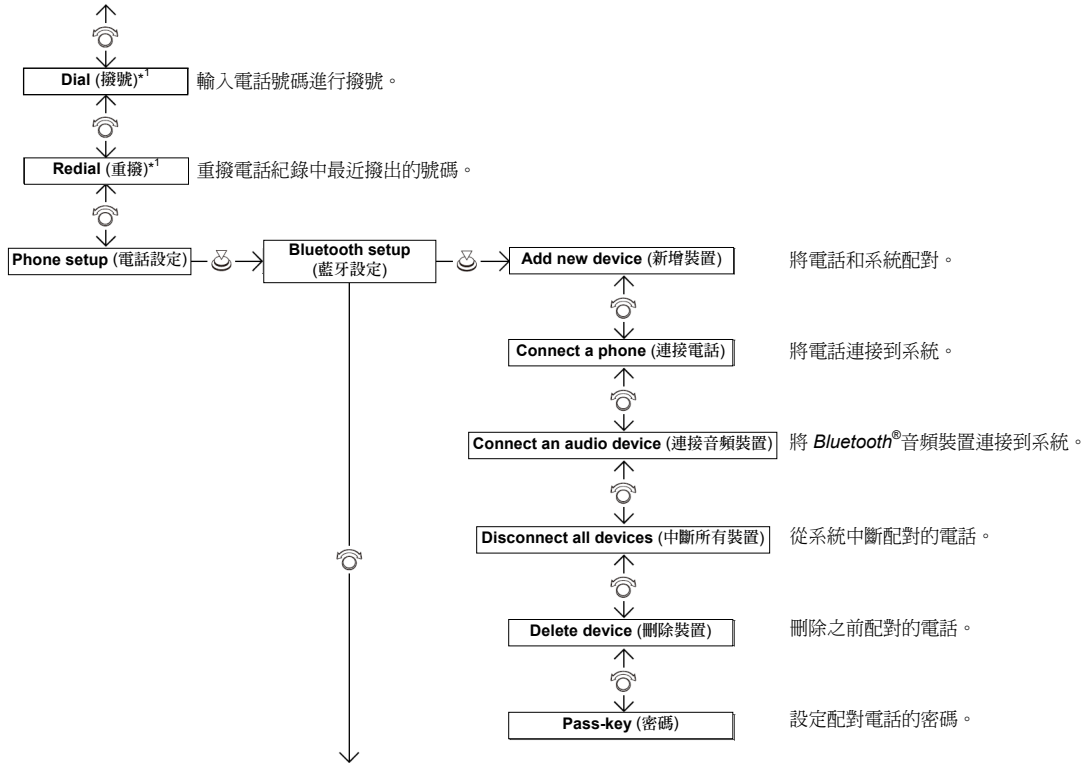 Dial (撥號)*1 輸入電話號碼進行撥號。
Redial (重撥)*1 重撥電話紀錄中最近撥出的號碼。
Phone setup (電話設定)
Bluetooth setup
(藍牙設定)
Add new device (新增裝置) 將電話和系統配對。
Connect a phone (連接電話) 將電話連接到系統。
Connect an audio device (連接音頻裝置) 將 Bluetooth®音頻裝置連接到系統。
Disconnect all devices (中斷所有裝置) 從系統中斷配對的電話。
Delete device (刪除裝置) 刪除之前配對的電話。
Pass-key (密碼) 設定配對電話的密碼。